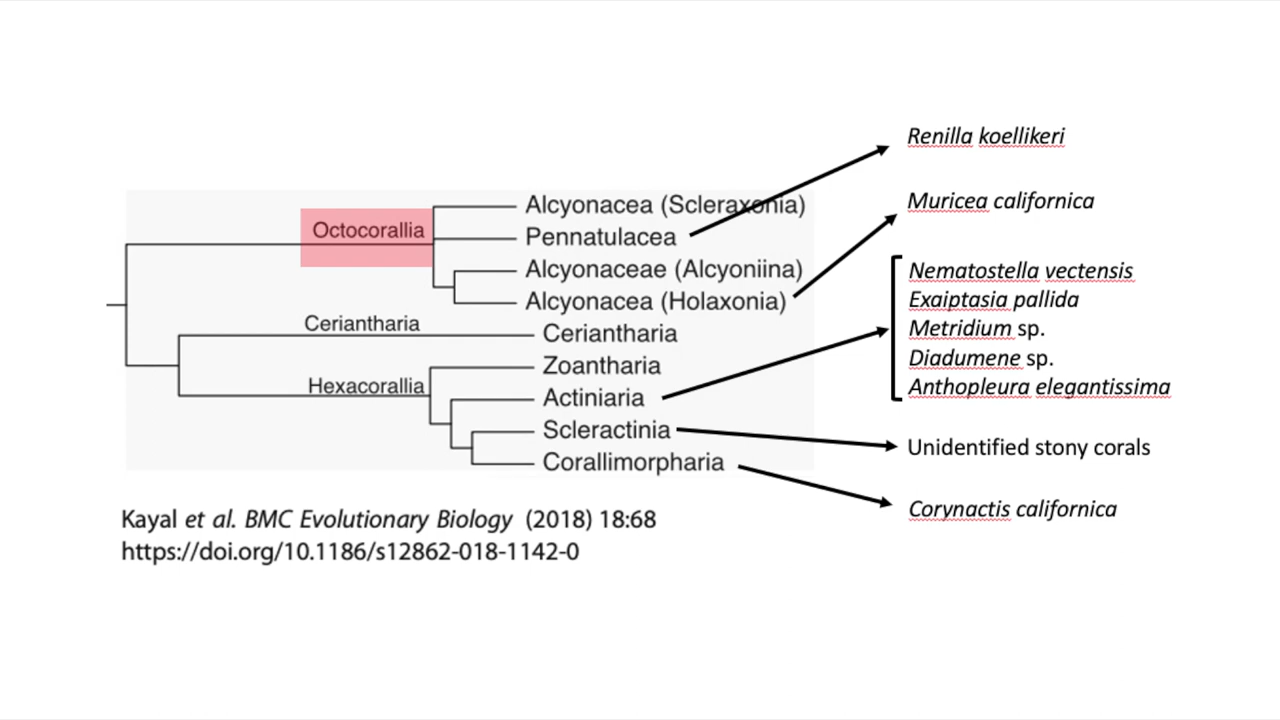 Renilla koellikeri
Alcyonacea (Scleraxonia)
Muricea californica
Octocorallia
Pennatulacea
Alcyonaceae (Alcyoniina)
Nematostella vectensis
Alcyonacea (Holaxonia)
Exaiptasia pallida
Ceriantharia
Ceriantharia
Metridium sp.
Zoantharia
Diadumene sp.
Hexacorallia
Actiniaria
Anthopleura elegantissima
Scleractinia
Unidentified stony corals
Corallimorpharia
Corynactis californica
Kayal et al. BMC Evolutionary Biology (2018) 18:68
https://doi.org/10.1186/s12862-018-1142-0